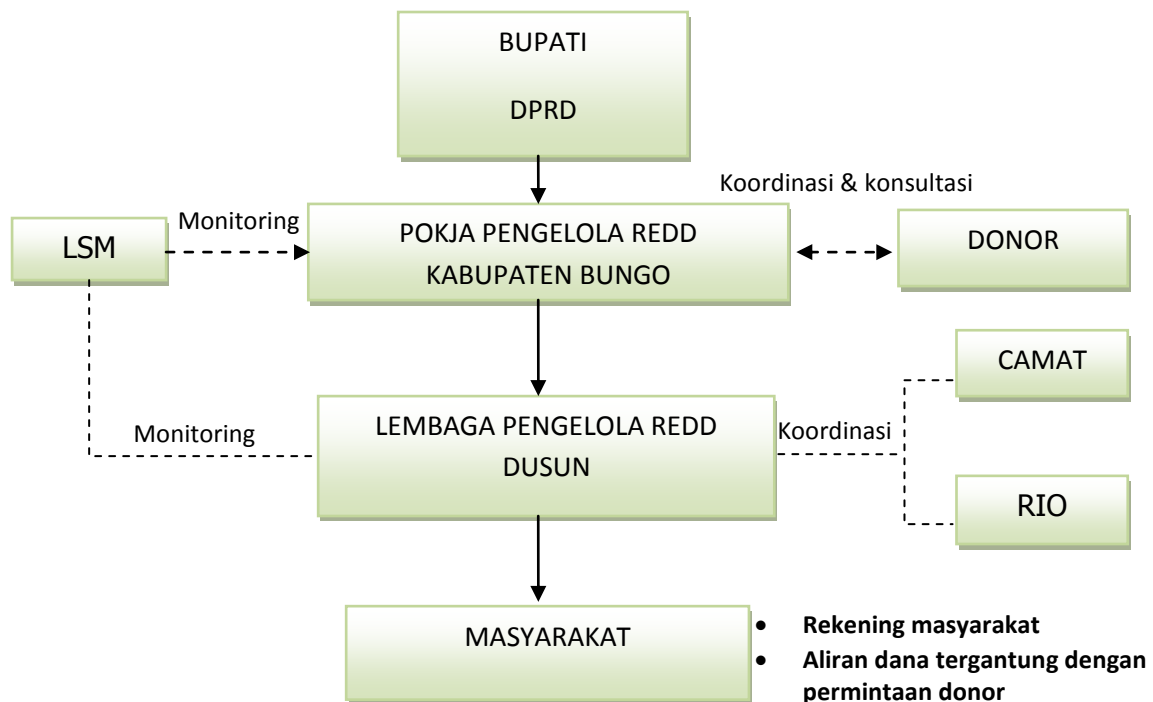 BUPATI
DPRD
Koordinasi & konsultasi
Monitoring
LSM
POKJA PENGELOLA REDD
KABUPATEN BUNGO
DONOR
CAMAT
Monitoring
LEMBAGA PENGELOLA REDD
DUSUN
Koordinasi
RIO
MASYARAKAT
• Rekening masyarakat
• Aliran dana tergantung dengan
permintaan donor